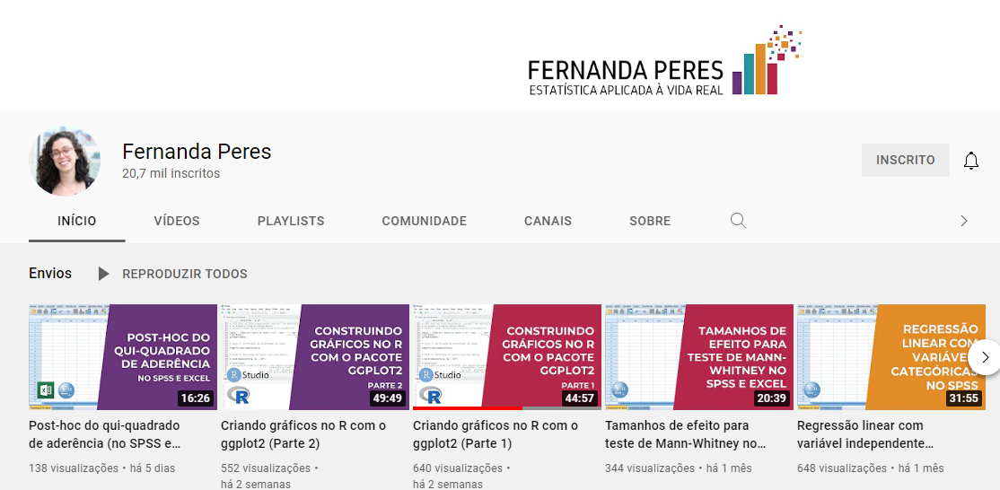 FERNANDA PERES
ESTATÍSTICA APLICADA À VIDA REAL
Fernanda Peres
20,7 mil inscritos
INSCRITO
INÍCIO VÍDEOS PLAYLISTS COMUNIDADE CANAIS SOBRE
Envios REPRODUZIR TODOS
POST-HOC DO
QUI-QUADRADO
DE ADERÊNCIA
NO SPSS E EXCEL
16:26
Post-hoc do qui-quadrado
de aderência (no SPSS e...
138 visualizações • há 5 dias
CONSTRUINDO
GRÁFICOS NO R
COM O PACOTE
GGPLOT2
PARTE 2
R Studio
R
49:49
Criando gráficos no R com o
ggplot2 (Parte 2)
552 visualizações •
há 2 semanas
CONSTRUINDO
GRÁFICOS NO R
COM O PACOTE
GGPLOT2
PARTE 1
R Studio
R
44:57
Criando gráficos no R com o
ggplot2 (Parte 1)
640 visualizações •
há 2 semanas
TAMANHOS DE
EFEITO PARA
TESTE DE MANN-
WHITNEY NO
SPSS E EXCEL
20:39
Tamanhos de efeito para
teste de Mann-Whitney no...
344 visualizações • há 1 mês
REGRESSÃO
LINEAR COM
CATEGÓRICAS
NO SPSS
31:55
Regressão linear com
variável independente...
648 visualizações • há 1 mês